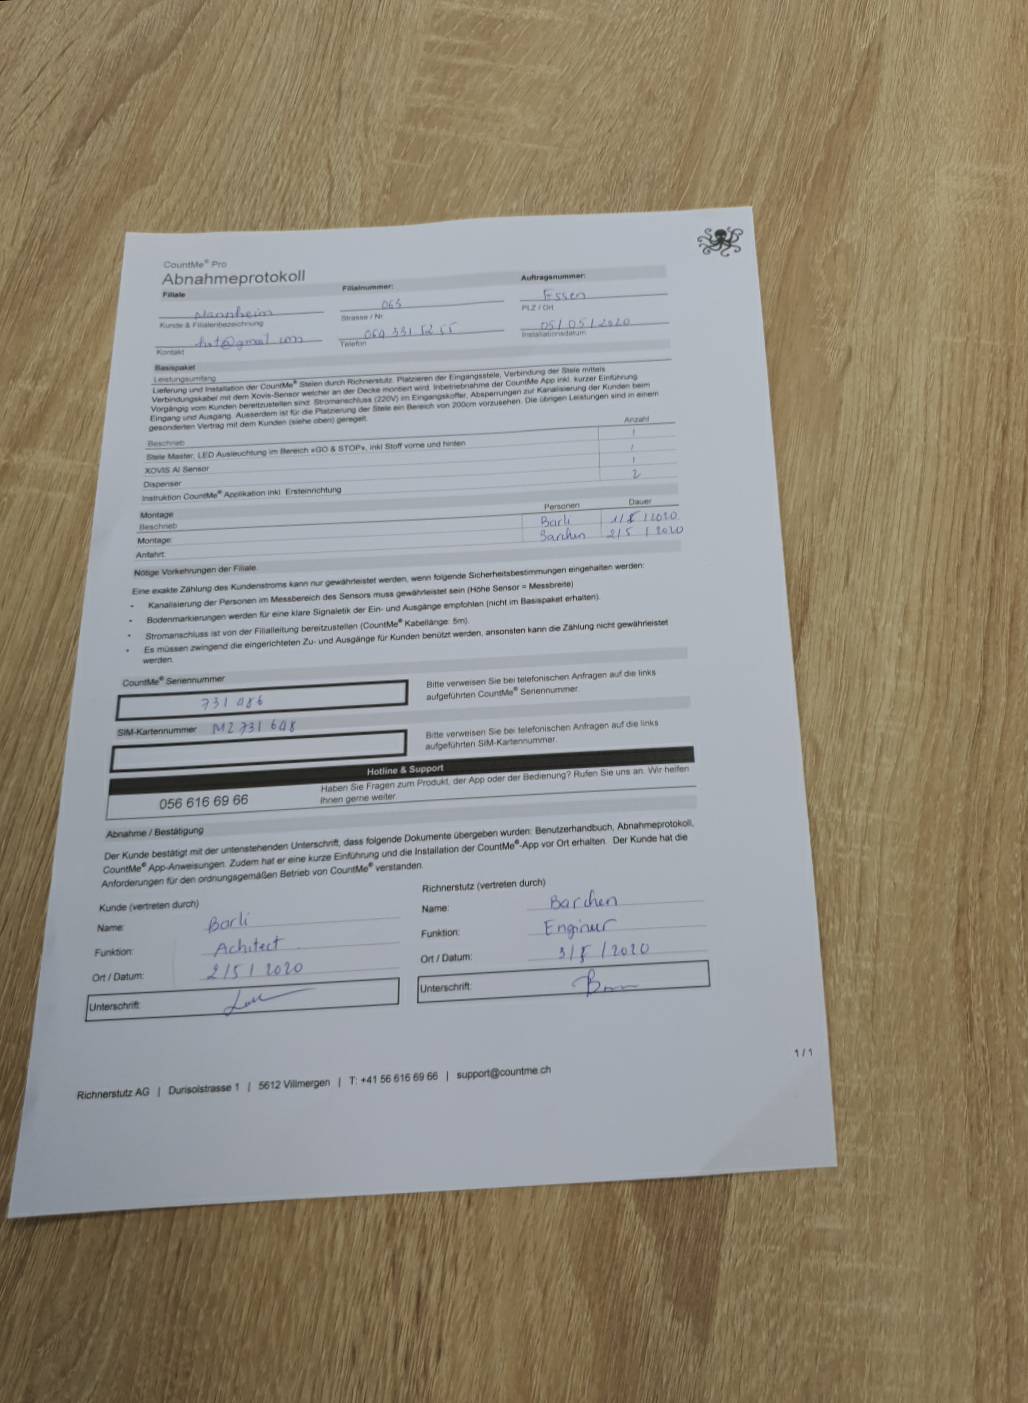 CountMe® Pro
Abnahmeprotokoll
Filiale
Filialnummer:
Auftragsnummer:
Mannheim
063
Essen
Kunde & Filialenbezeichnung
Strasse / Nr
PLZ / Ort
@gmail com
069 331 52 55
05/05/2020
Kontakt
Telefon
Installationsdatum
Basispaket
Leistungsumfang
Lieferung und Installation der CountMe® Stelen durch Richnerstutz. Platzieren der Eingangsstele, Verbindung der Stele mittels
Verbindungskabel mit dem Xovis-Sensor welcher an der Decke montiert wird. Inbetriebnahme der CountMe App inkl. kurzer Einführung.
Vorgängig vom Kunden bereitzustellen sind: Stromanschluss (220V) im Eingangskoffer, Absperrungen zur Kanalisierung der Kunden beim
Eingang und Ausgang. Ausserdem ist für die Platzierung der Stele ein Bereich von 200cm vorzusehen. Die übrigen Leistungen sind in einem
gesonderten Vertrag mit dem Kunden (siehe oben) geregelt.
Beschrieb
Anzahl
Stele Master, LED Ausleuchtung im Bereich «GO & STOP», inkl Stoff vorne und hinten
1
XOVIS AI Sensor
1
Dispenser
1
Instruktion CountMe® Applikation inkl. Ersteinrichtung
2
Montage
Beschrieb
Personen
Dauer
Montage:
Barli
1/5/2020
Anfahrt:
Barchen
2/5/2020
Nötige Vorkehrungen der Filiale
Eine exakte Zählung des Kundenstroms kann nur gewährleistet werden, wenn folgende Sicherheitsbestimmungen eingehalten werden:
• Kanalisierung der Personen im Messbereich des Sensors muss gewährleistet sein (Höhe Sensor = Messbreite)
• Bodenmarkierungen werden für eine klare Signaletik der Ein- und Ausgänge empfohlen (nicht im Basispaket erhalten).
• Stromanschluss ist von der Filialleitung bereitzustellen (CountMe® Kabellänge: 5m).
• Es müssen zwingend die eingerichteten Zu- und Ausgänge für Kunden benützt werden, ansonsten kann die Zählung nicht gewährleistet
werden.
CountMe® Seriennummer
731 086
Bitte verweisen Sie bei telefonischen Anfragen auf die links
aufgeführten CountMe® Seriennummer.
SIM-Kartennummer
MZ 731 648
Bitte verweisen Sie bei telefonischen Anfragen auf die links
aufgeführten SIM-Kartennummer.
Hotline & Support
056 616 69 66
Haben Sie Fragen zum Produkt, der App oder der Bedienung? Rufen Sie uns an. Wir helfen
Ihnen gerne weiter.
Abnahme / Bestätigung
Der Kunde bestätigt mit der untenstehenden Unterschrift, dass folgende Dokumente übergeben wurden: Benutzerhandbuch, Abnahmeprotokoll,
CountMe® App-Anweisungen. Zudem hat er eine kurze Einführung und die Installation der CountMe®-App vor Ort erhalten. Der Kunde hat die
Anforderungen für den ordnungsgemäßen Betrieb von CountMe® verstanden.
Kunde (vertreten durch)
Richnerstutz (vertreten durch)
Name:
Barli
Name:
Barchen
Funktion:
Achitect
Funktion:
Enginur
Ort / Datum:
2/5/2020
Ort / Datum:
3/5/2020
Unterschrift:
Unterschrift:
1 / 1
Richnerstutz AG | Durisolstrasse 1 | 5612 Villmergen | T: +41 56 616 69 66 | support@countme.ch